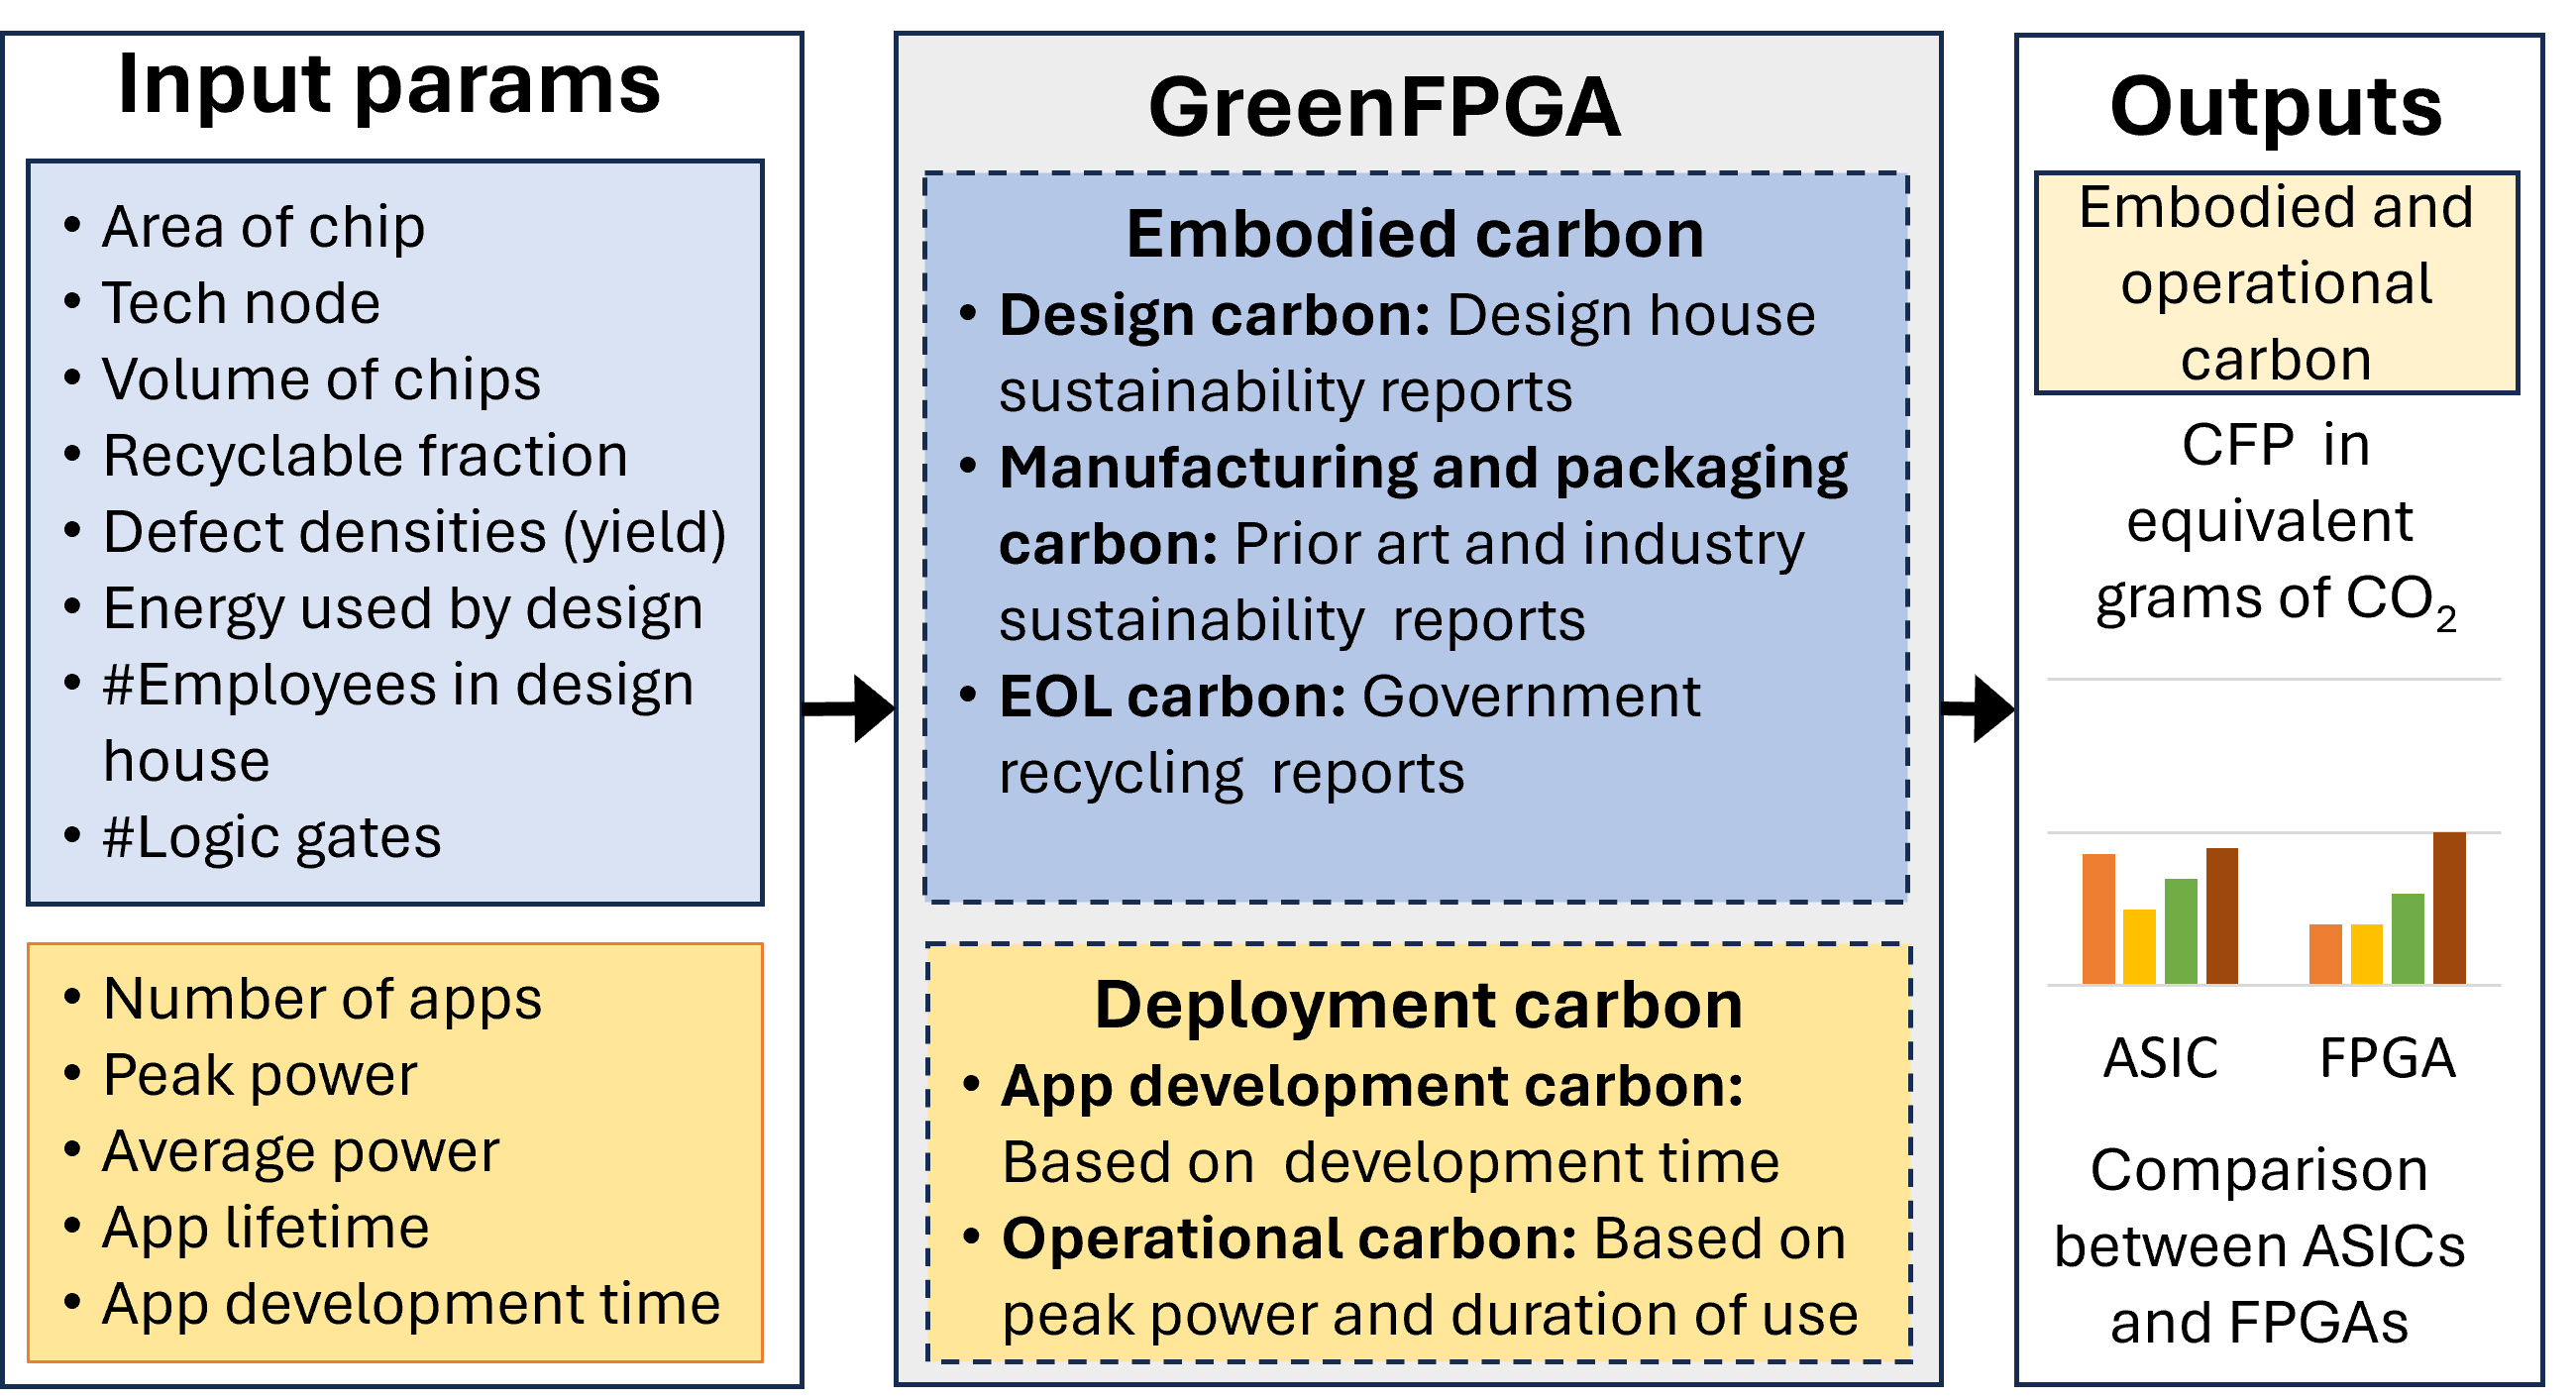 Input params
• Area of chip
• Tech node
• Volume of chips
• Recyclable fraction
• Defect densities (yield)
• Energy used by design
• #Employees in design
house
• #Logic gates
• Number of apps
• Peak power
• Average power
• App lifetime
• App development time
GreenFPGA
Embodied carbon
• Design carbon: Design house
sustainability reports
• Manufacturing and packaging
carbon: Prior art and industry
sustainability reports
• EOL carbon: Government
recycling reports
Deployment carbon
• App development carbon:
Based on development time
• Operational carbon: Based on
peak power and duration of use
Outputs
Embodied and
operational
carbon
CFP in
equivalent
grams of CO₂
ASIC FPGA
Comparison
between ASICs
and FPGAs